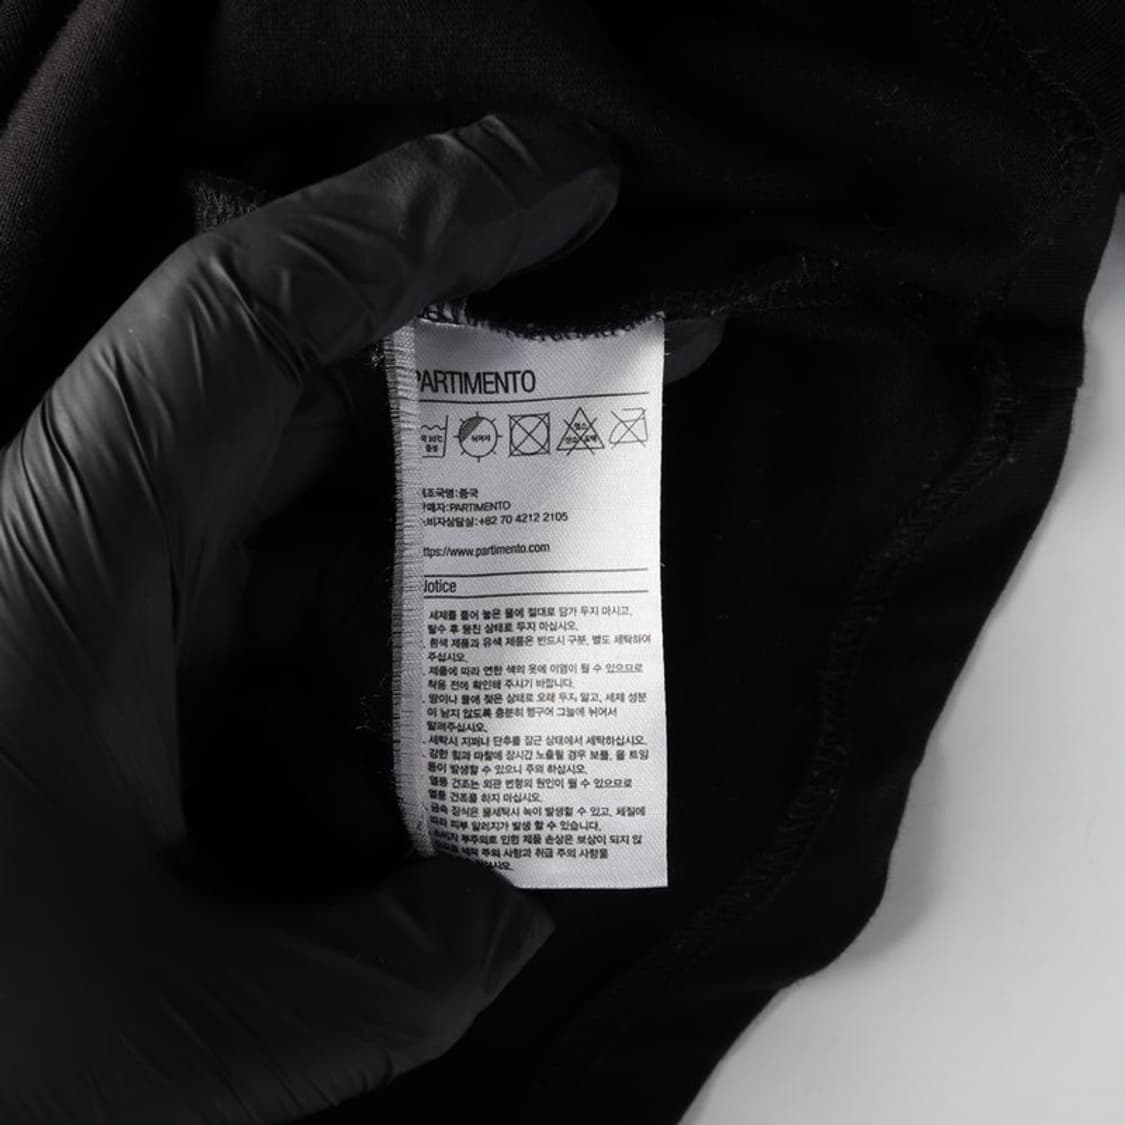 PARTIMENTO
약 30℃
중성
뉘어서
염소
산소표백
제조국명:중국
판매자:PARTIMENTO
소비자상담실:+82 70 4212 2105
https://www.partimento.com
Notice
세제를 풀어 놓은 물에 절대로 담가 두지 마시고,
탈수 후 뭉친 상태로 두지 마십시오.
흰색 제품과 유색 제품은 반드시 구분, 별도 세탁하여
주십시오.
제품에 따라 연한 색의 옷에 이염이 될 수 있으므로
착용 전에 확인해 주시기 바랍니다.
땀이나 물에 젖은 상태로 오래 두지 말고, 세제 성분
이 남지 않도록 충분히 헹구어 그늘에 뉘어서
말려주십시오.
세탁시 지퍼나 단추를 잠근 상태에서 세탁하십시오.
강한 힘과 마찰에 장시간 노출될 경우 보풀, 올 트임
등이 발생할 수 있으니 주의 하십시오.
열풍 건조는 외관 변형의 원인이 될 수 있으므로
열풍 건조를 하지 마십시오.
금속 장식은 물세탁시 녹이 발생할 수 있고, 체질에
따라 피부 알러지가 발생 할 수 있습니다.
소비자 부주의로 인한 제품 손상은 보상이 되지 않
으므로 세탁 주의 사항과 취급 주의 사항을